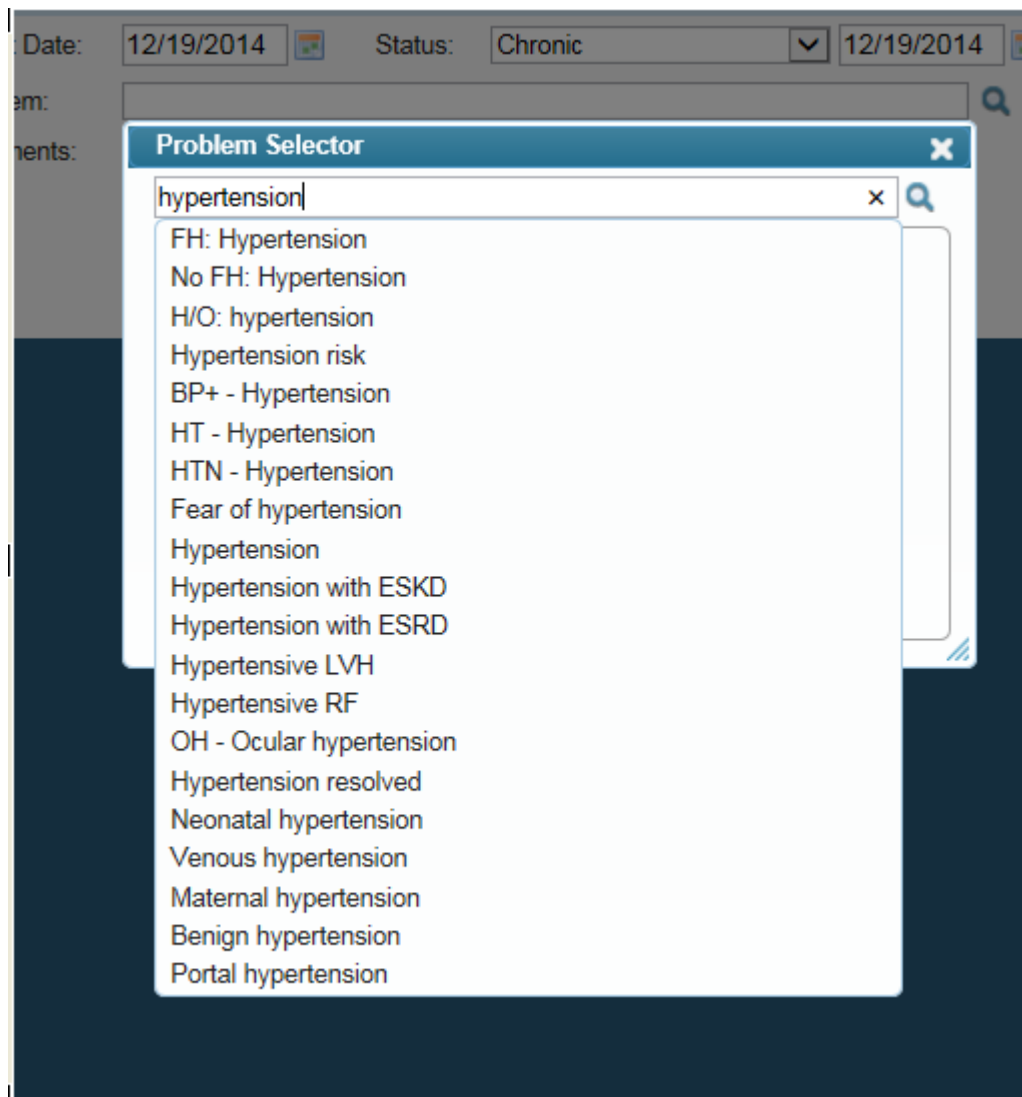 : Date: 12/19/2014 Status: Chronic 12/19/2014
em:
nents:
Problem Selector
hypertension
FH: Hypertension
No FH: Hypertension
H/O: hypertension
Hypertension risk
BP+ - Hypertension
HT - Hypertension
HTN - Hypertension
Fear of hypertension
Hypertension
Hypertension with ESKD
Hypertension with ESRD
Hypertensive LVH
Hypertensive RF
OH - Ocular hypertension
Hypertension resolved
Neonatal hypertension
Venous hypertension
Maternal hypertension
Benign hypertension
Portal hypertension